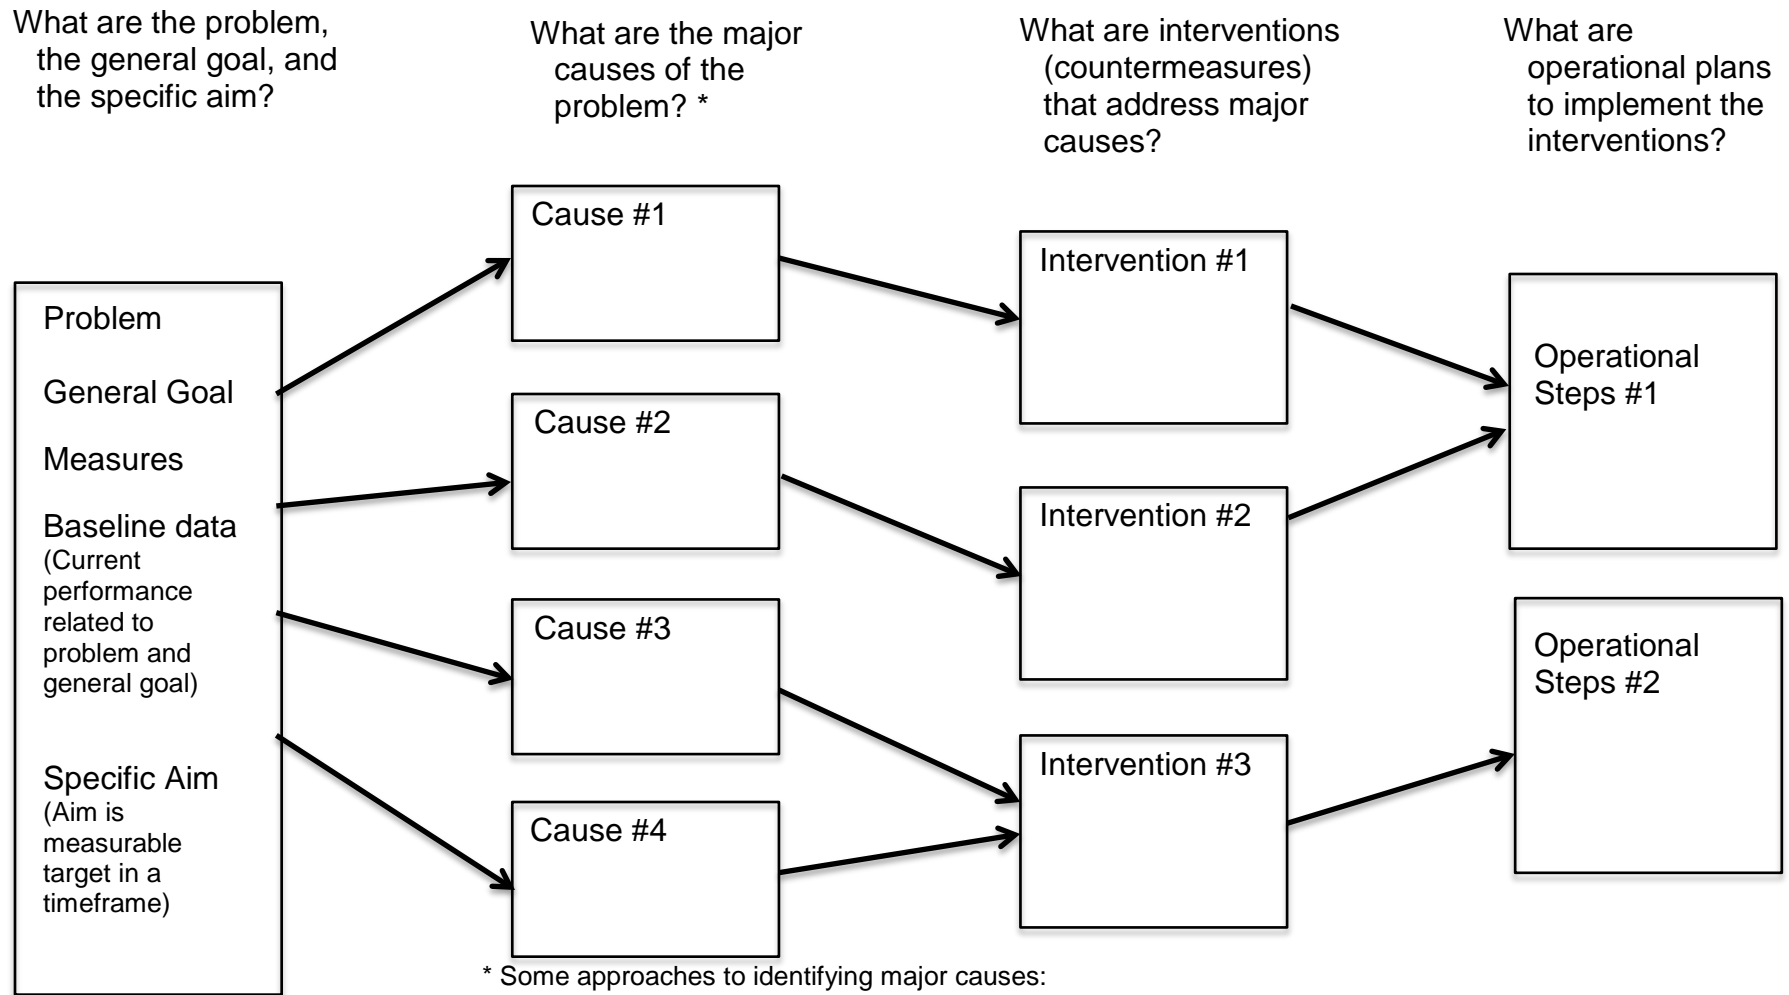 What are the problem,
the general goal, and
the specific aim?
What are the major
causes of the
problem? *
What are interventions
(countermeasures)
that address major
causes?
What are
operational plans
to implement the
interventions?
Problem
General Goal
Measures
Baseline data
(Current
performance
related to
problem and
general goal)
Specific Aim
(Aim is
measurable
target in a
timeframe)
Cause #1
Cause #2
Cause #3
Cause #4
Intervention #1
Intervention #2
Intervention #3
Operational
Steps #1
Operational
Steps #2
* Some approaches to identifying major causes: